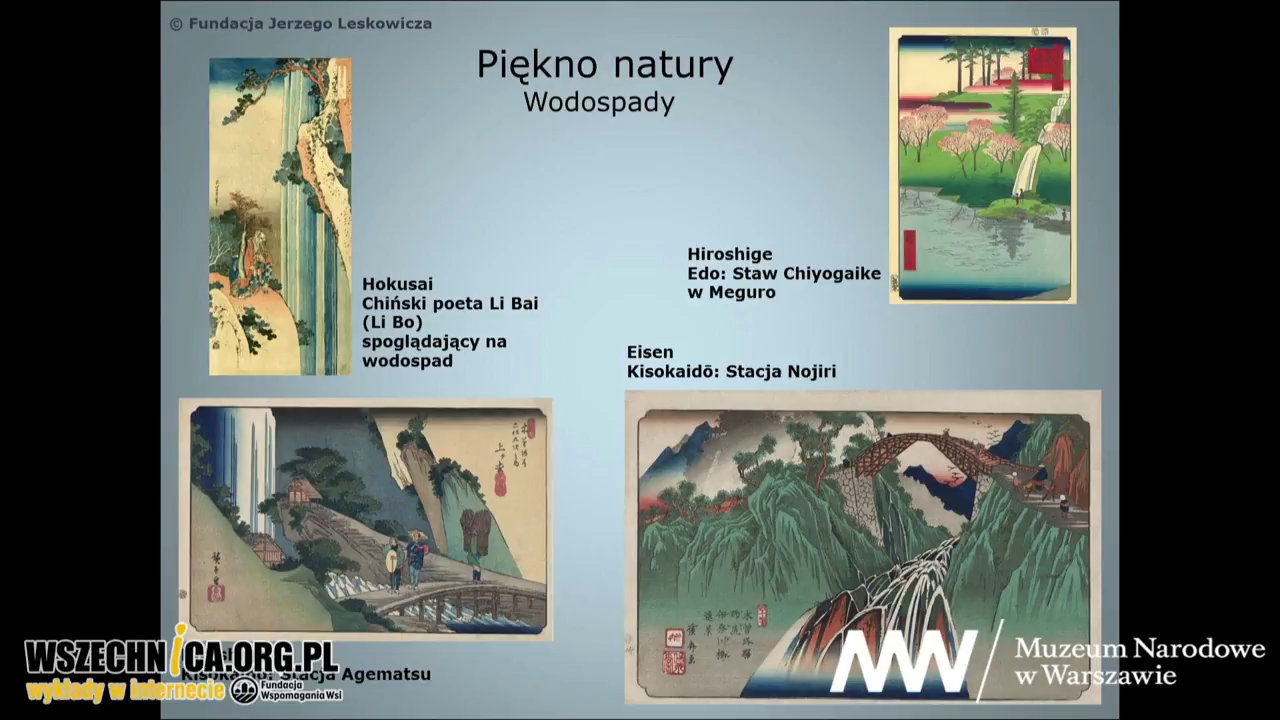 © Fundacja Jerzego Leskowicza
Piękno natury
Wodospady
Hokusai
Chiński poeta Li Bai
(Li Bo)
spoglądający na
wodospad
Hiroshige
Edo: Staw Chiyogaike
w Meguro
Eisen
Kisokaidō: Stacja Nojiri
Kisokaidō: Stacja Agematsu
WSZECHNICA.ORG.PL
wykłady w Internecie
Fundacja
Wspomagania Wsi
Muzeum Narodowe
w Warszawie